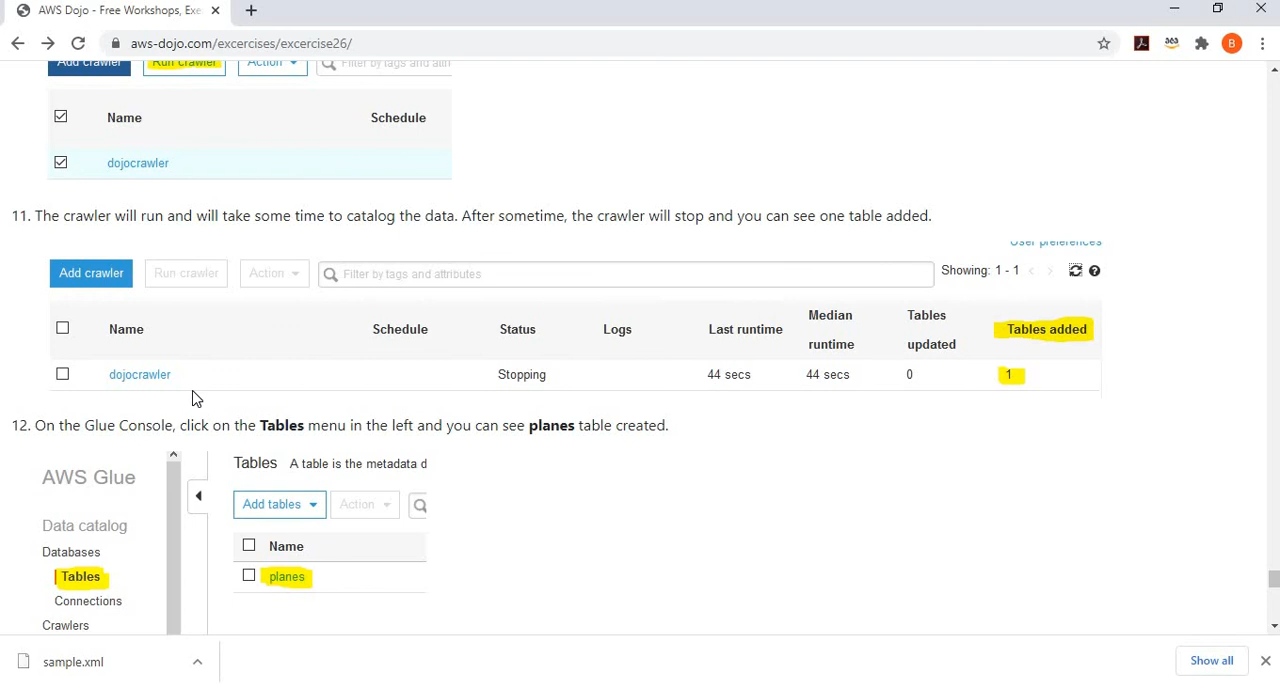 AWS Dojo - Free Workshops, Exe
aws-dojo.com/excercises/excercise26/
B
Add crawler Run crawler Action Filter by tags and attri
Name Schedule
dojocrawler
11. The crawler will run and will take some time to catalog the data. After sometime, the crawler will stop and you can see one table added.
User preferences
Add crawler Run crawler Action Filter by tags and attributes Showing: 1 - 1
Name Schedule Status Logs Last runtime Median runtime Tables updated Tables added
dojocrawler Stopping 44 secs 44 secs 0 1
12. On the Glue Console, click on the Tables menu in the left and you can see planes table created.
AWS Glue
Data catalog
Databases
Tables
Connections
Crawlers
Tables A table is the metadata d
Add tables Action
Name
planes
sample.xml
Show all